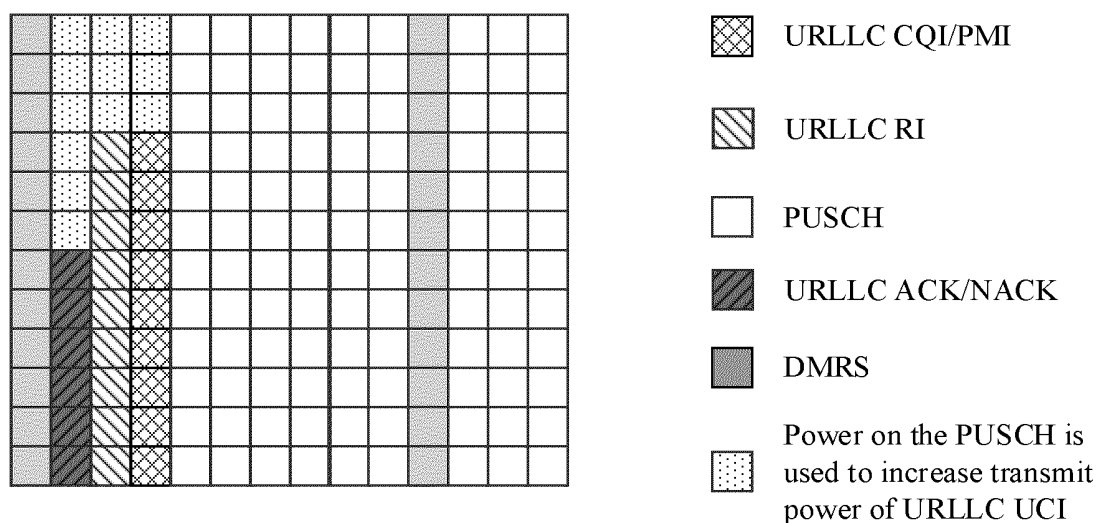 URLLC CQI/PMI
URLLC RI
PUSCH
URLLC ACK/NACK
DMRS
Power on the PUSCH is
used to increase transmit
power of URLLC UCI